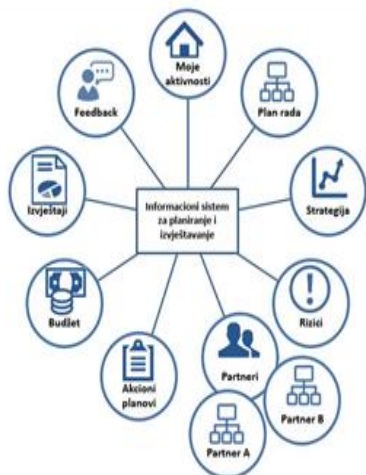 Moje
aktivnosti
Feedback
Plan rada
Izvještaji
Informacioni sistem
za planiranje i
izvještavanje
Strategija
Budžet
Rizici
Akcioni
planovi
Partneri
Partner B
Partner A